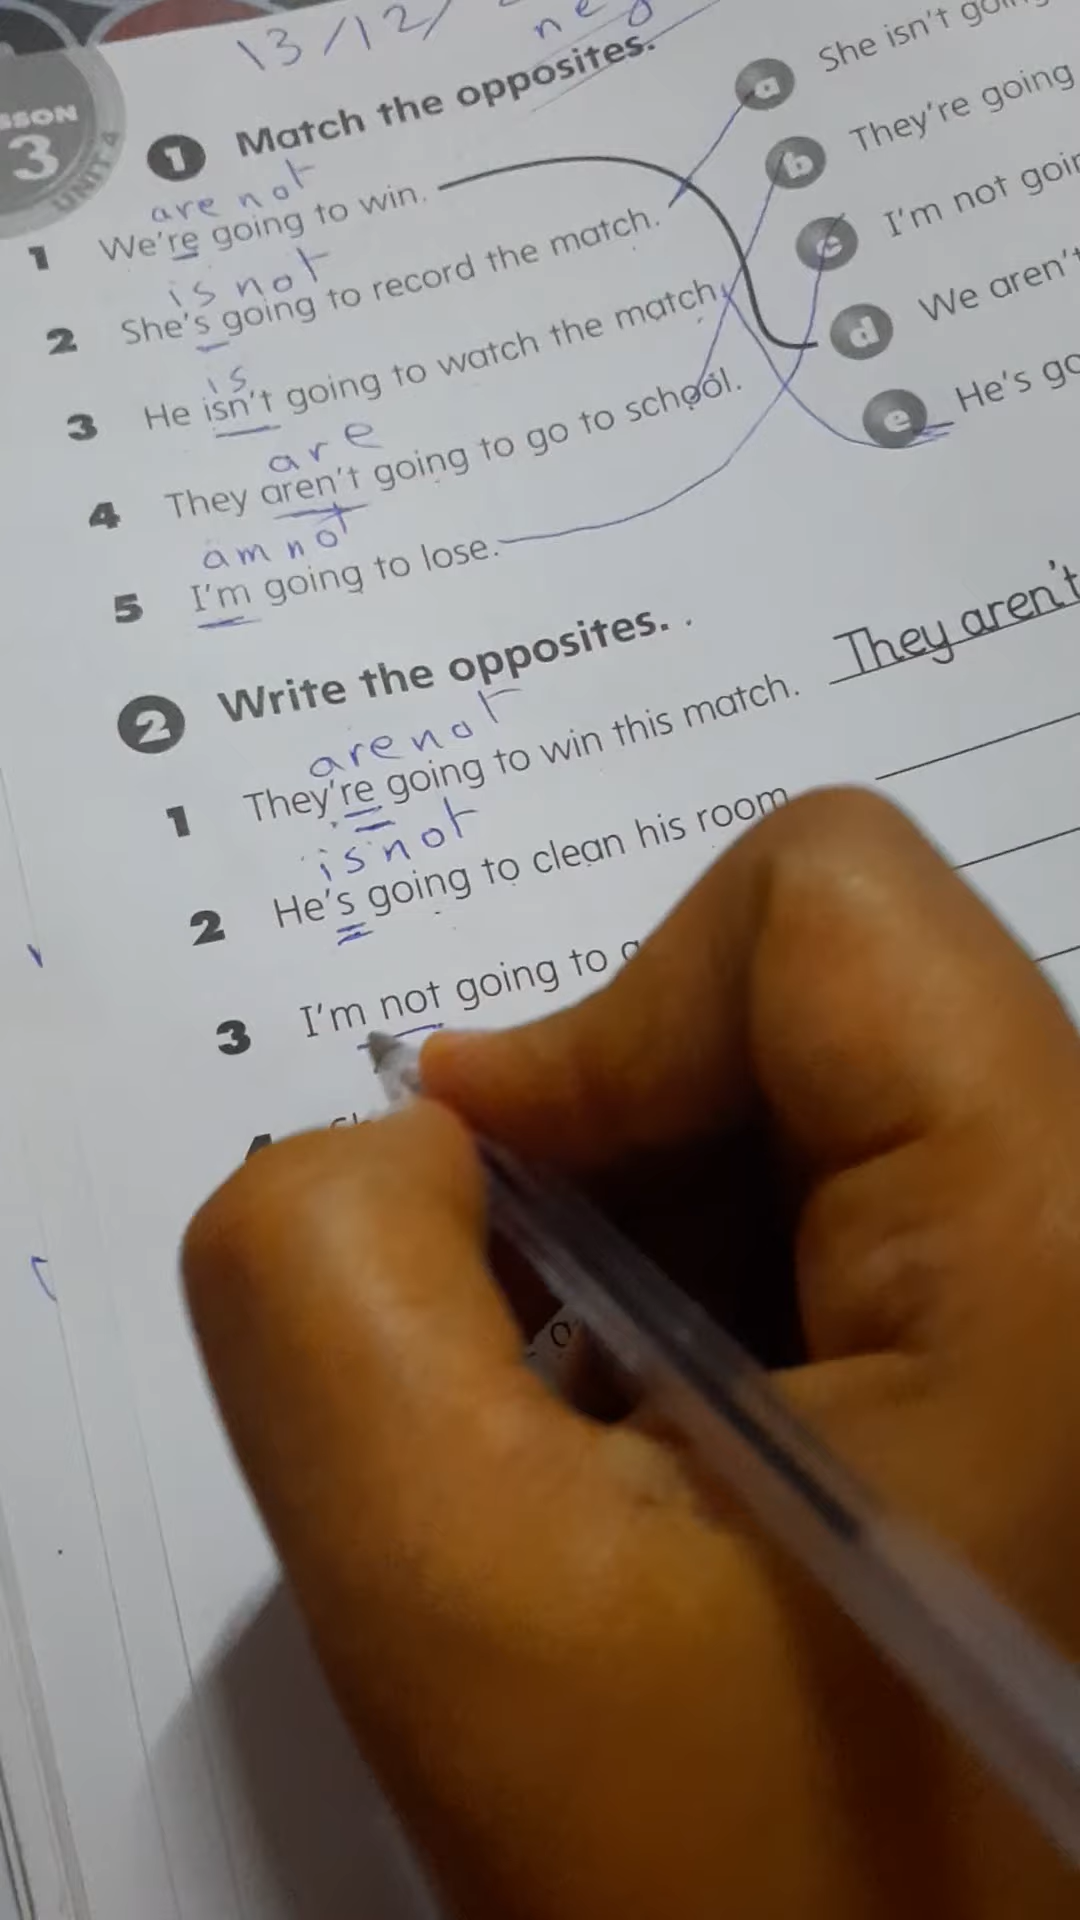 13/12/
neg
SSON
3
UNIT 4
1 Match the opposites.
are not
1 We're going to win.
is not
2 She's going to record the match.
is
3 He isn't going to watch the match
are
4 They aren't going to go to school.
am not
5 I'm going to lose.
a She isn't
b They're going
c I'm not
d We aren't
e He's
2 Write the opposites.
are not
1 They're going to win this match. They aren't
is not
2 He's going to clean his room
3 I'm not going to